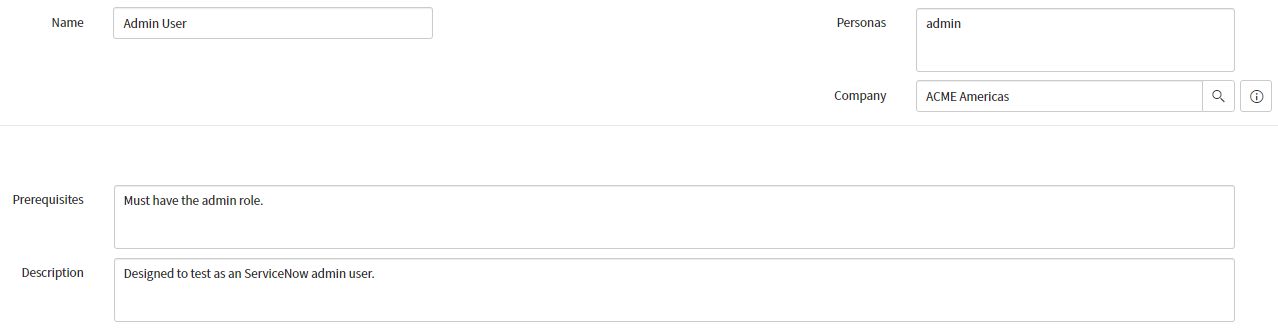 Name
Admin User
Personas
admin
Company
ACME Americas
Prerequisites
Must have the admin role.
Description
Designed to test as an ServiceNow admin user.